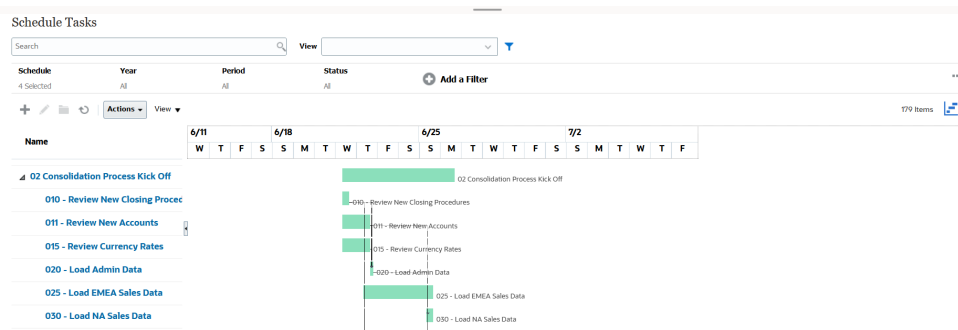 Schedule Tasks
Search View
Schedule Year Period Status
4 Selected All All All
Add a Filter
Actions View 179 Items
Name
6/11 6/18 6/25 7/2
W T F S S M T W T F S S M T W T F S S M T W T F
02 Consolidation Process Kick Off 02 Consolidation Process Kick Off
010 - Review New Closing Proced 010 - Review New Closing Procedures
011 - Review New Accounts 011 - Review New Accounts
015 - Review Currency Rates 015 - Review Currency Rates
020 - Load Admin Data 020 - Load Admin Data
025 - Load EMEA Sales Data 025 - Load EMEA Sales Data
030 - Load NA Sales Data 030 - Load NA Sales Data